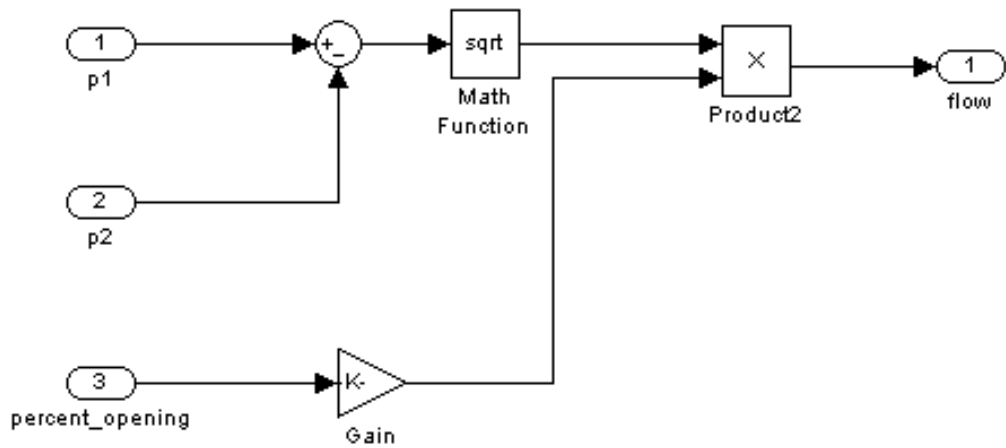 1
p1
+
-
sqrt
Math
Function
×
Product2
1
flow
2
p2
3
percent_opening
K-
Gain